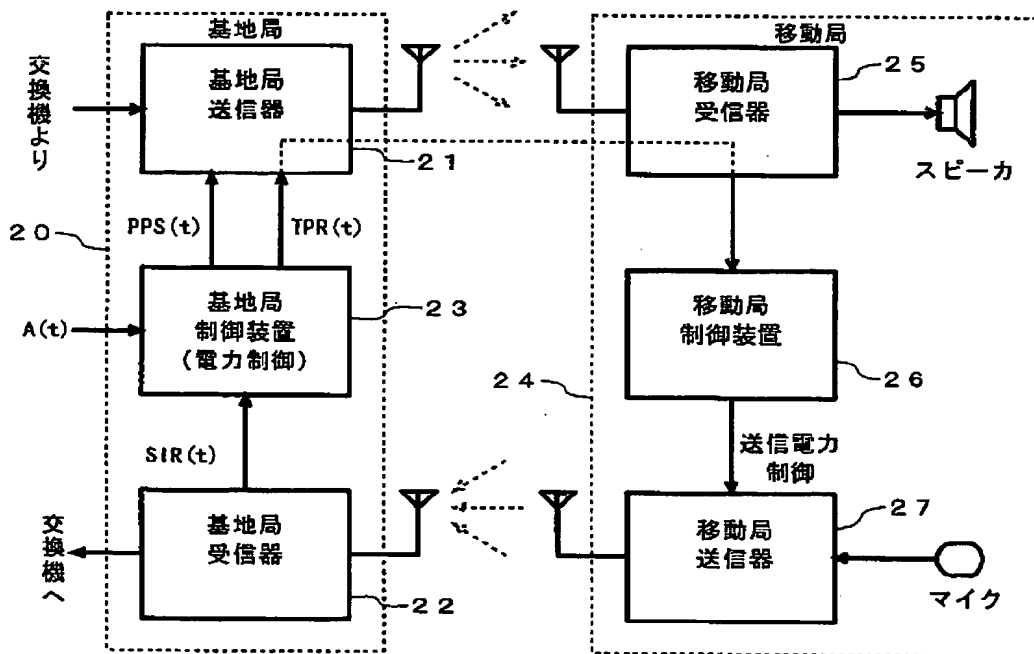 基地局
交換機より
基地局
送信器
21
20
PPS(t)
TPR(t)
A(t)
基地局
制御装置
(電力制御)
23
SIR(t)
交換機へ
基地局
受信器
22
移動局
移動局
受信器
25
スピーカ
24
移動局
制御装置
26
送信電力
制御
移動局
送信器
27
マイク